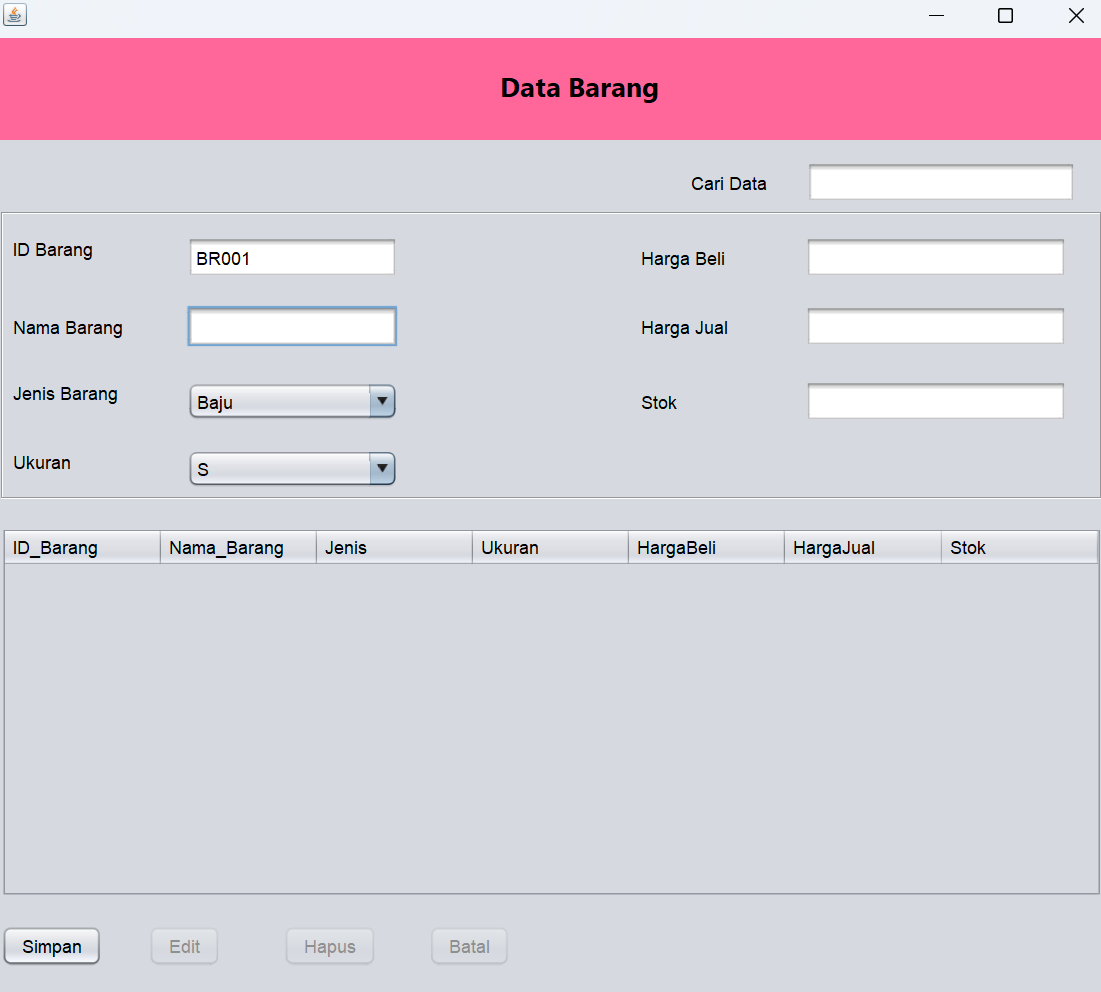 Data Barang
Cari Data
ID Barang BR001 Harga Beli
Nama Barang Harga Jual
Jenis Barang Baju Stok
Ukuran S
ID_Barang Nama_Barang Jenis Ukuran HargaBeli HargaJual Stok
Simpan Edit Hapus Batal